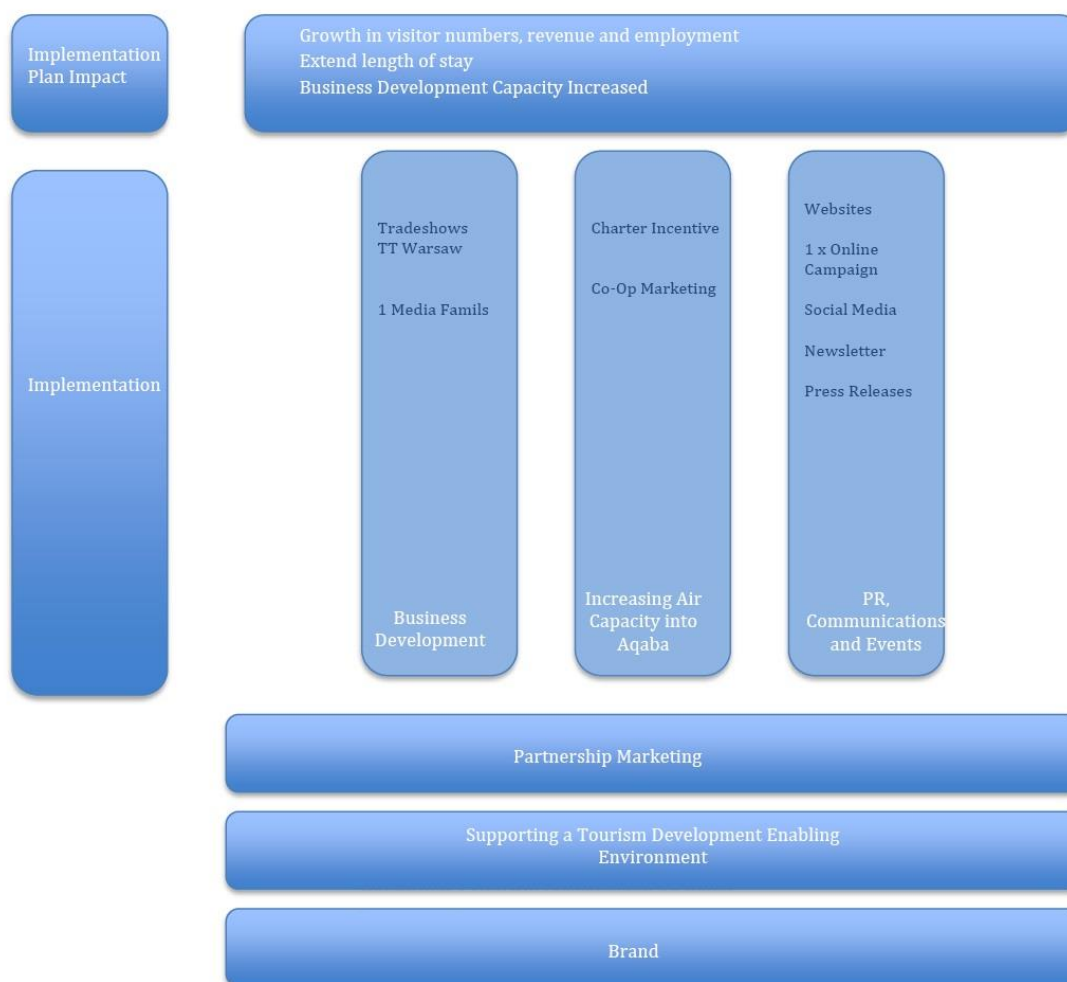 Implementation
Plan Impact
Growth in visitor numbers, revenue and employment
Extend length of stay
Business Development Capacity Increased
Implementation
Tradeshows
TT Warsaw
1 Media Famils
Business
Development
Charter Incentive
Co-Op Marketing
Increasing Air
Capacity into
Aqaba
Websites
1 x Online
Campaign
Social Media
Newsletter
Press Releases
PR,
Communications
and Events
Partnership Marketing
Supporting a Tourism Development Enabling
Environment
Brand